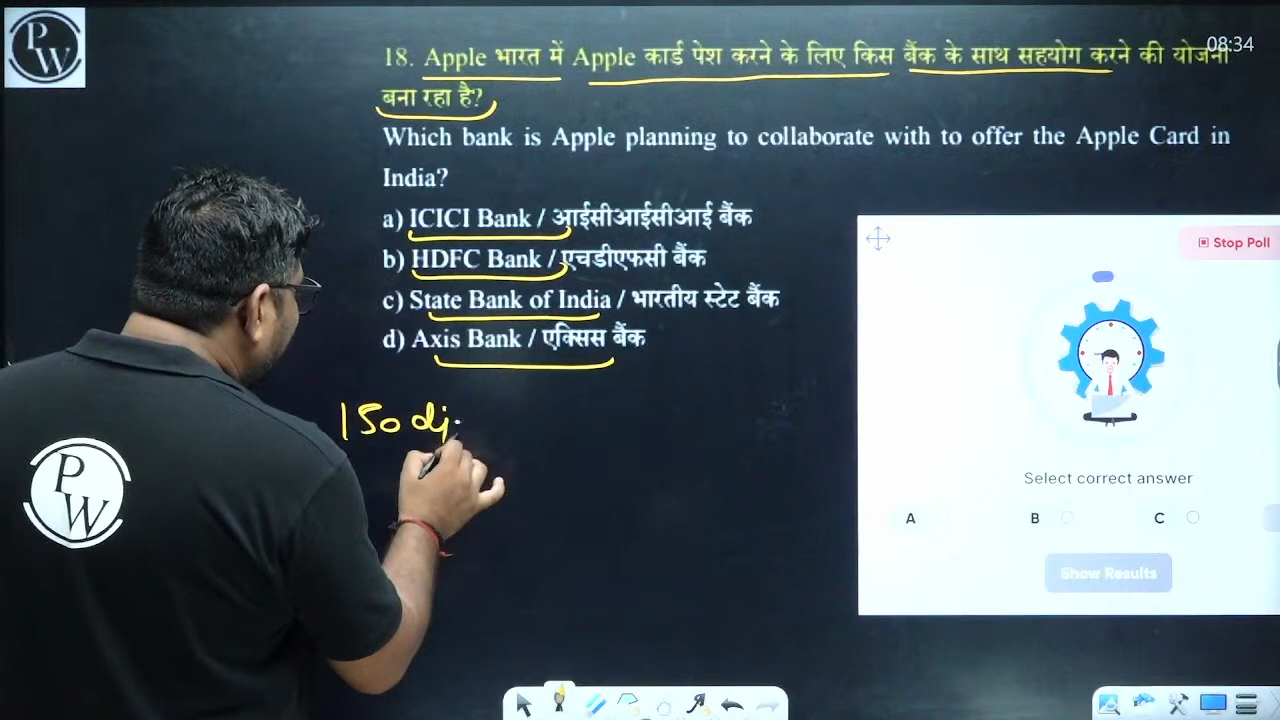 PW
08:34
18. Apple भारत में Apple कार्ड पेश करने के लिए किस बैंक के साथ सहयोग करने की योजना
बना रहा है?
Which bank is Apple planning to collaborate with to offer the Apple Card in
India?
a) ICICI Bank / आईसीआईसीआई बैंक
b) HDFC Bank / एचडीएफसी बैंक
c) State Bank of India / भारतीय स्टेट बैंक
d) Axis Bank / एक्सिस बैंक
Stop Poll
150
PW
Select correct answer
A B C
Show Results